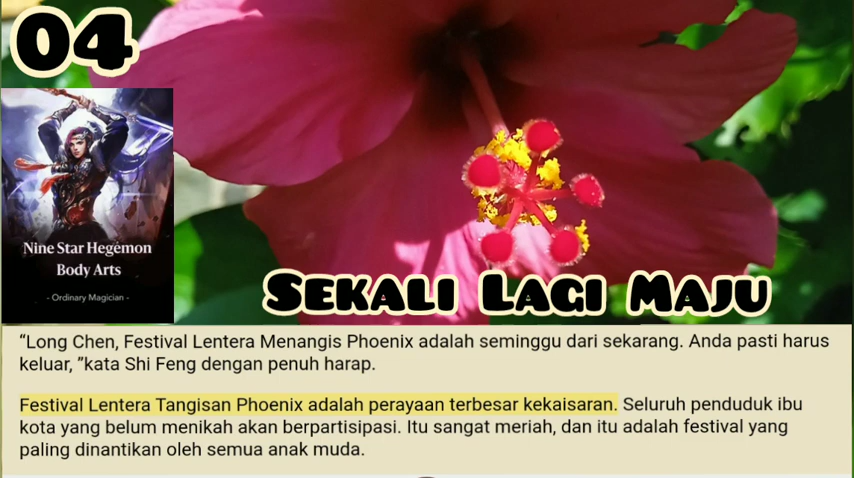 04
Nine Star Hegemon
Body Arts
- Ordinary Magician -
SEKALI LAGI MAJU
“Long Chen, Festival Lentera Menangis Phoenix adalah seminggu dari sekarang. Anda pasti harus
keluar, ”kata Shi Feng dengan penuh harap.
Festival Lentera Tangisan Phoenix adalah perayaan terbesar kekaisaran. Seluruh penduduk ibu
kota yang belum menikah akan berpartisipasi. Itu sangat meriah, dan itu adalah festival yang
paling dinantikan oleh semua anak muda.